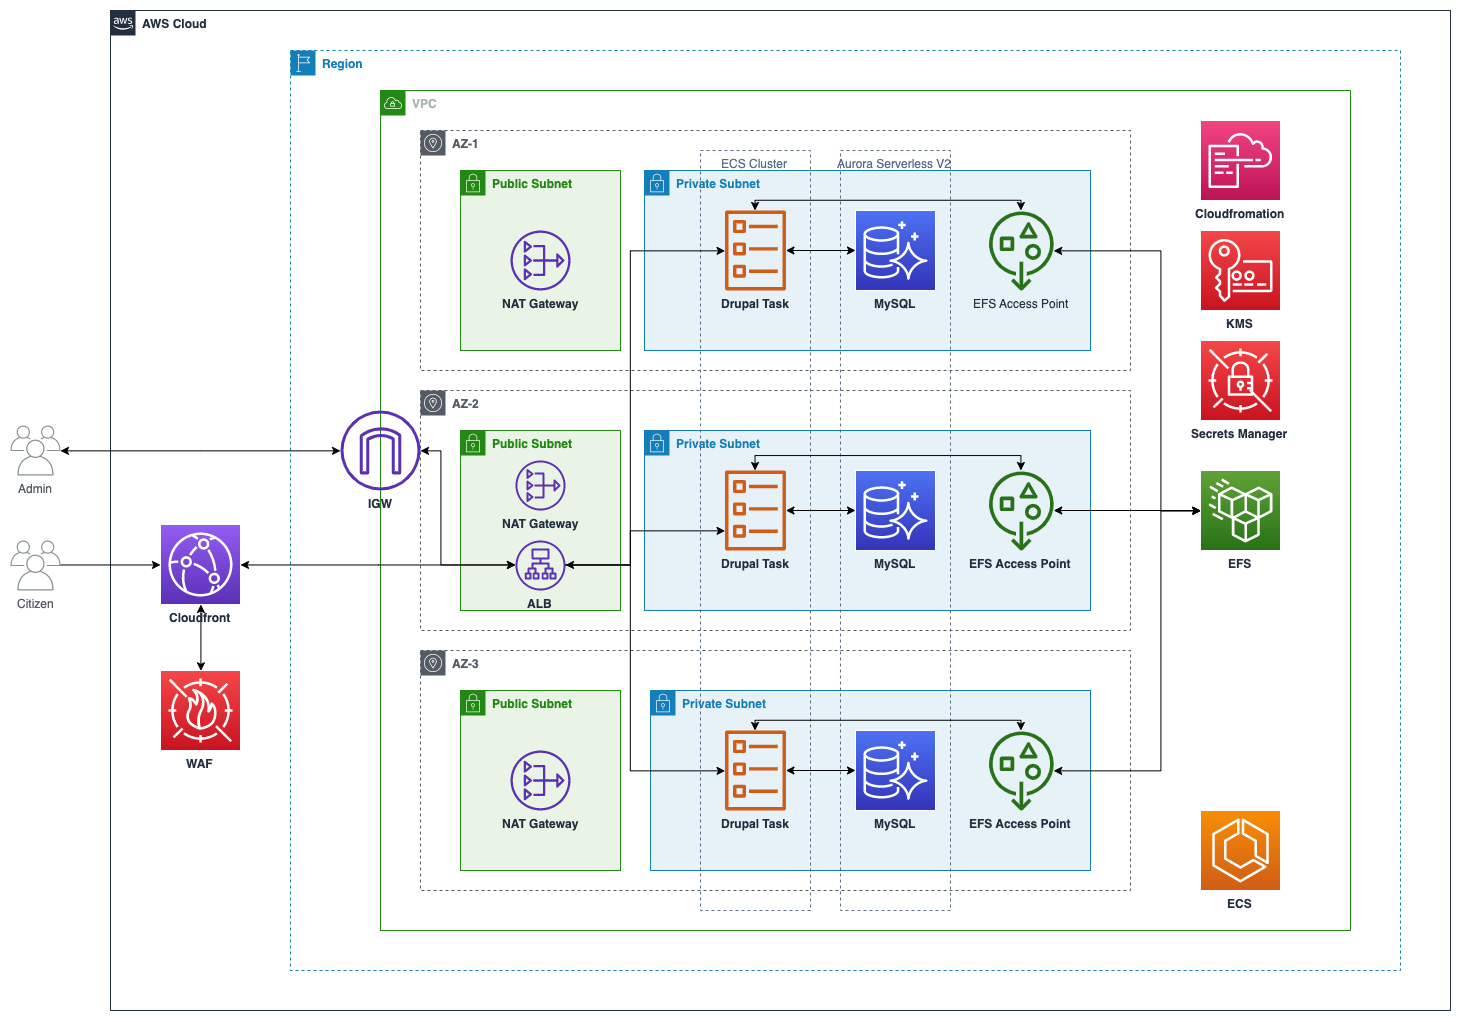 aws
AWS Cloud
Region
VPC
AZ-1
ECS Cluster
Aurora Serverless V2
Public Subnet
Private Subnet
NAT Gateway
Drupal Task
MySQL
EFS Access Point
Cloudfromation
KMS
AZ-2
Public Subnet
Private Subnet
Secrets Manager
Admin
IGW
NAT Gateway
Drupal Task
MySQL
EFS Access Point
EFS
Citizen
ALB
Cloudfront
AZ-3
Public Subnet
Private Subnet
WAF
NAT Gateway
Drupal Task
MySQL
EFS Access Point
ECS